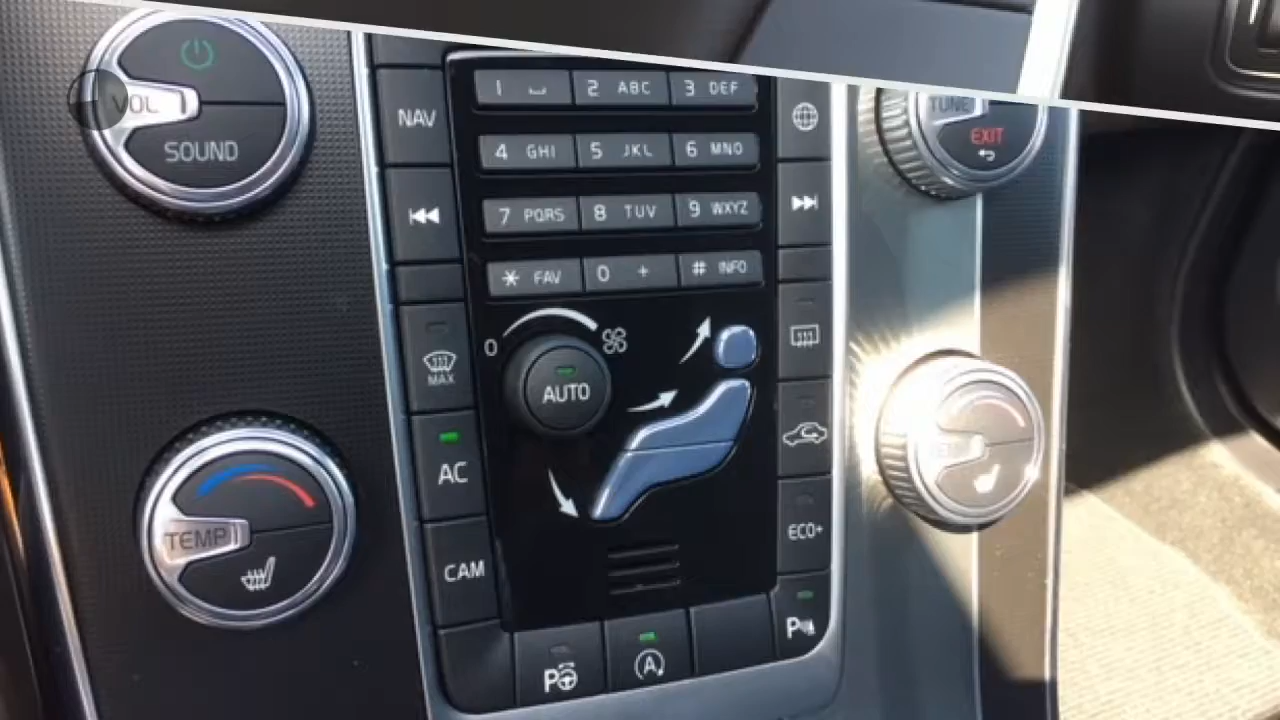 VOL
SOUND
NAV
1
2 ABC
3 DEF
4 GHI
5 JKL
6 MNO
7 PQRS
8 TUV
9 WXYZ
* FAV
0 +
# INFO
TUNE
EXIT
0
AUTO
MAX
AC
CAM
TEMP
ECO+
P
A
P